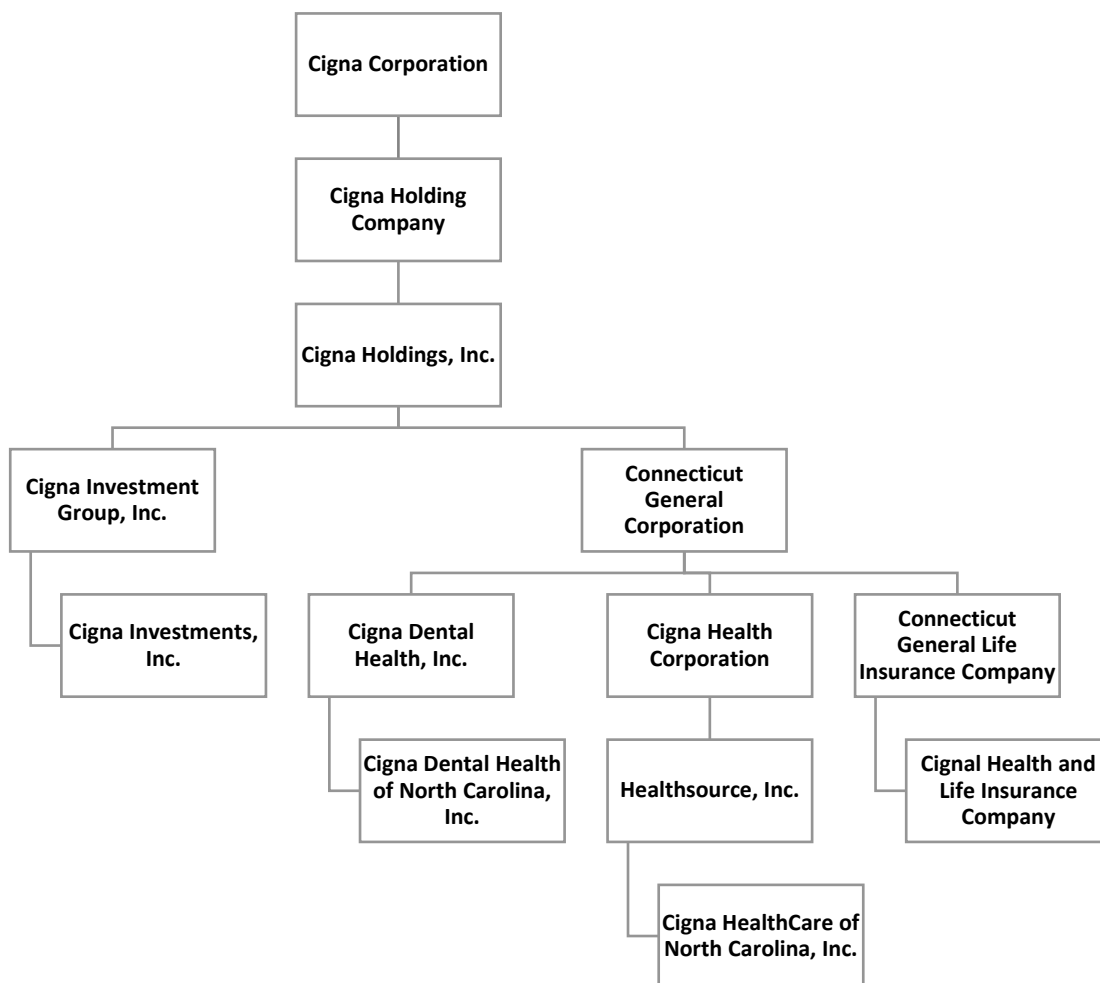 Cigna Corporation
Cigna Holding
Company
Cigna Holdings, Inc.
Cigna Investment
Group, Inc.
Connecticut
General
Corporation
Cigna Investments,
Inc.
Cigna Dental
Health, Inc.
Cigna Health
Corporation
Connecticut
General Life
Insurance Company
Cigna Dental Health
of North Carolina,
Inc.
Healthsource, Inc.
Cignal Health and
Life Insurance
Company
Cigna HealthCare of
North Carolina, Inc.